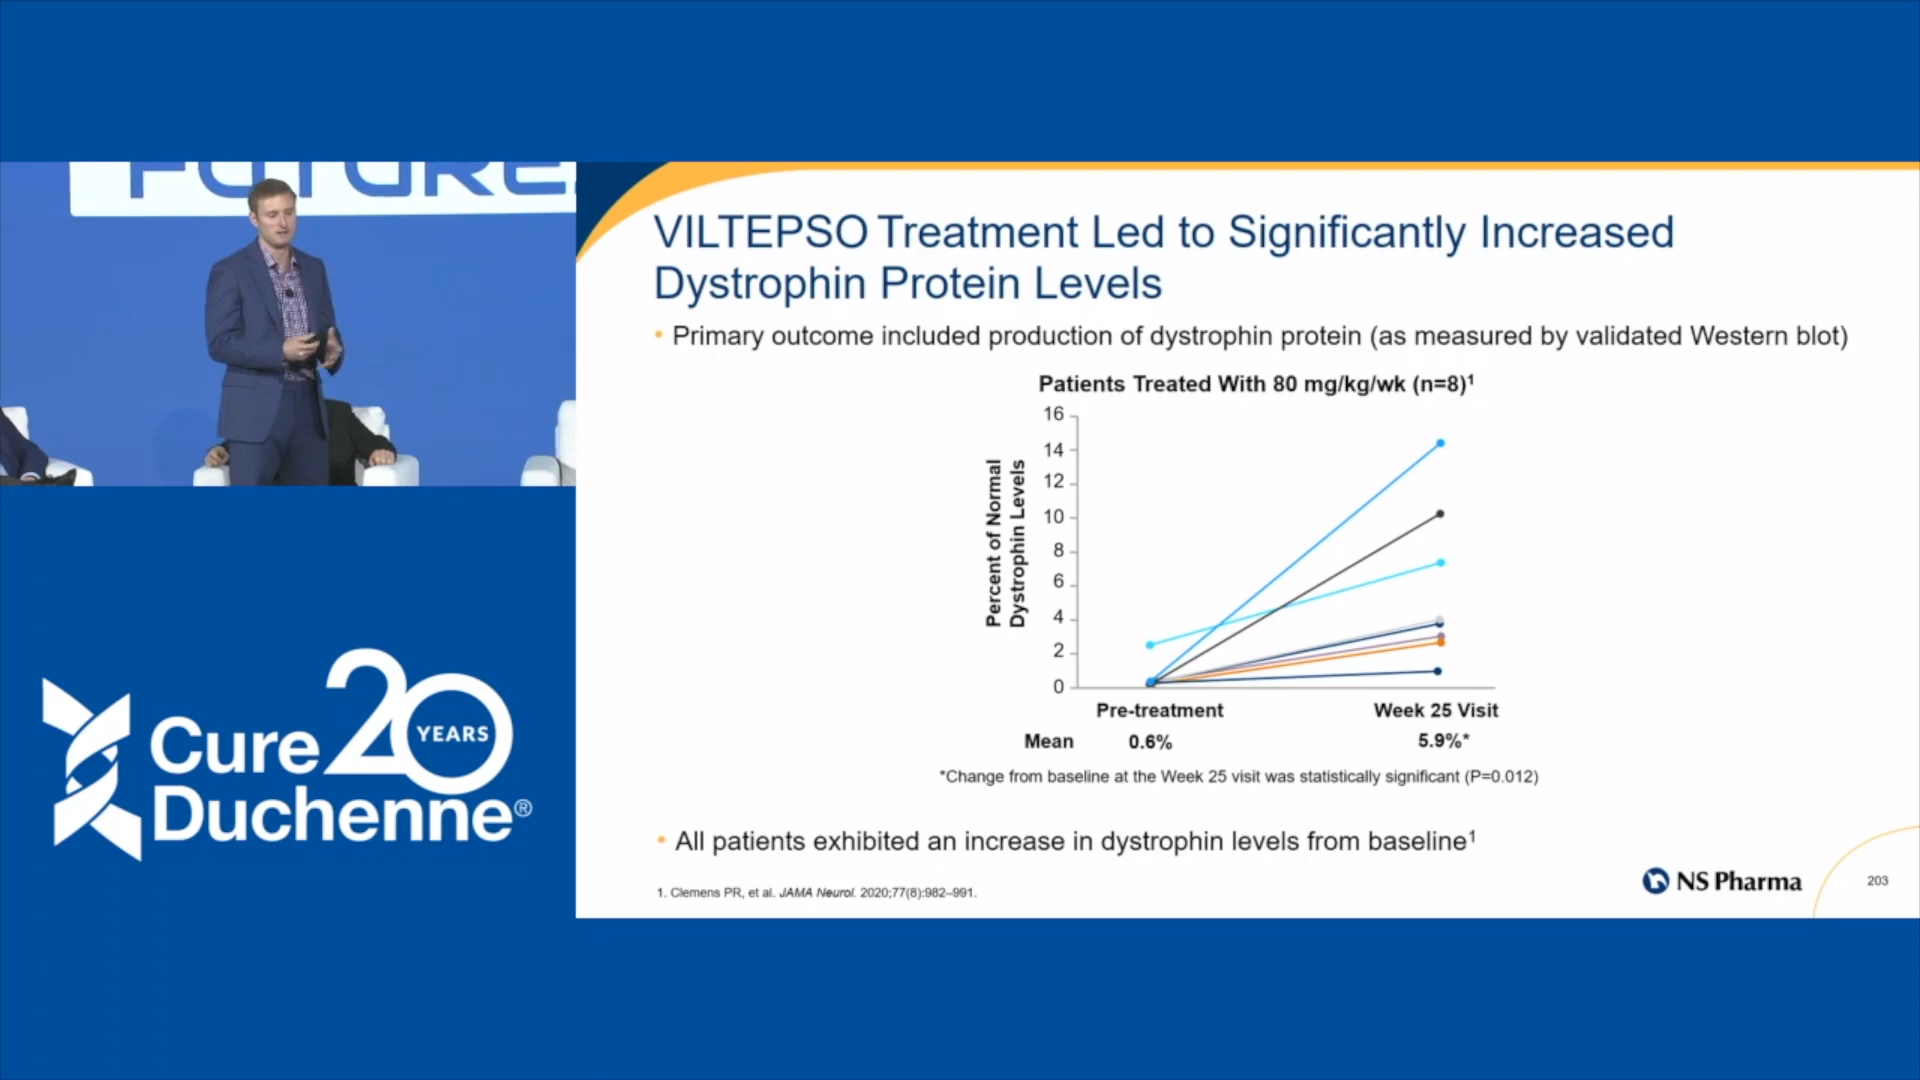 FUTURE
VILTEPSO Treatment Led to Significantly Increased
Dystrophin Protein Levels
• Primary outcome included production of dystrophin protein (as measured by validated Western blot)
Patients Treated With 80 mg/kg/wk (n=8)¹
Percent of Normal
Dystrophin Levels
16
14
12
10
8
6
4
2
0
Pre-treatment Week 25 Visit
Mean 0.6% 5.9%*
*Change from baseline at the Week 25 visit was statistically significant (P=0.012)
• All patients exhibited an increase in dystrophin levels from baseline¹
1. Clemens PR, et al. JAMA Neurol. 2020;77(8):982–991.
NS Pharma
203
Cure 20 YEARS
Duchenne®